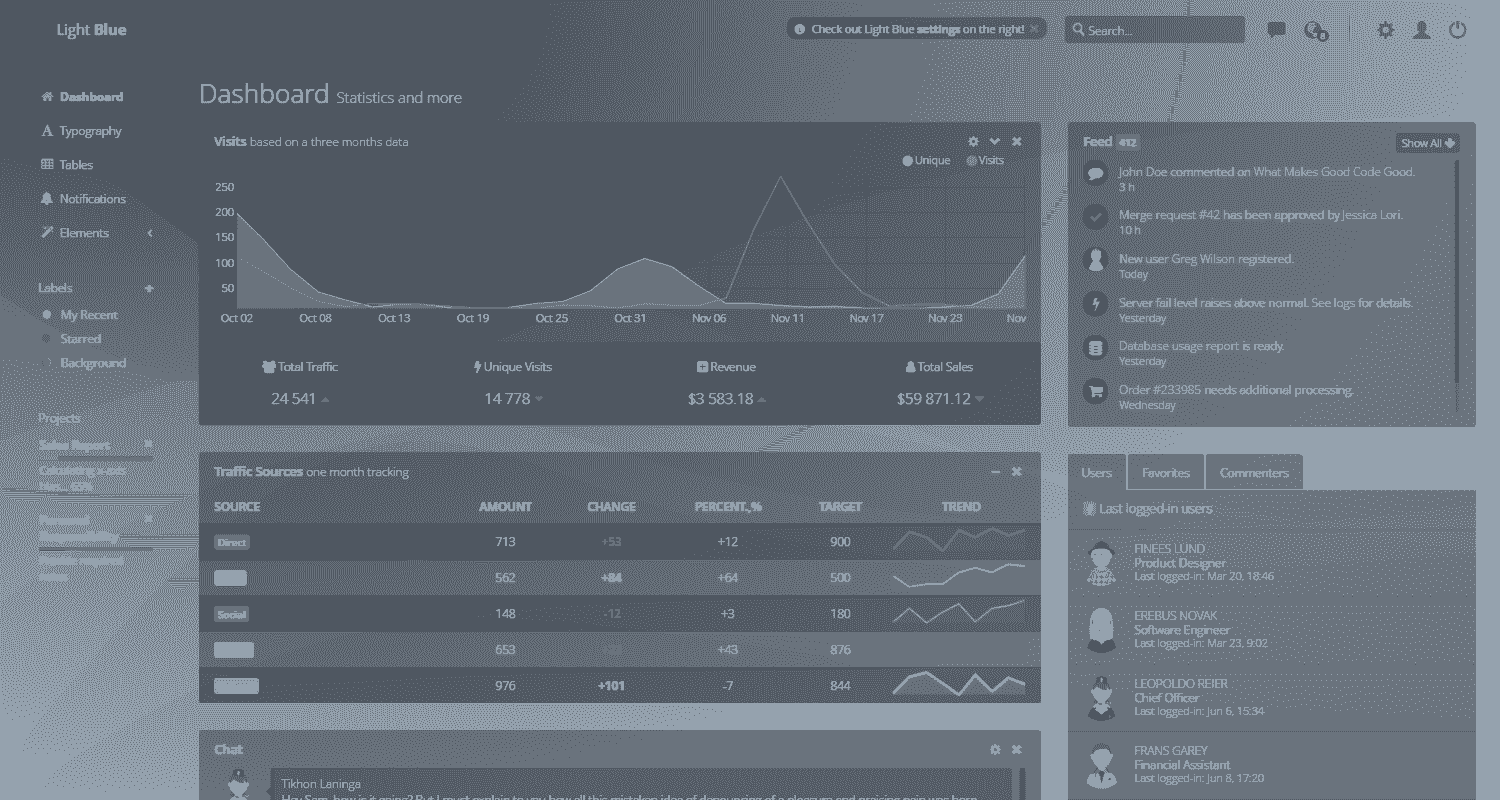 Light Blue
Check out Light Blue settings on the right!
Search...
8
Dashboard
Typography
Tables
Notifications
Elements
Labels
My Recent
Starred
Background
Projects
Sales Report
Calculating x-axis
bias... 65%
Personal
Responsibility
required
Dashboard Statistics and more
Visits based on a three months data
Unique Visits
250
200
150
100
50
Oct 02 Oct 08 Oct 13 Oct 19 Oct 25 Oct 31 Nov 06 Nov 11 Nov 17 Nov 23 Nov
Total Traffic Unique Visits Revenue Total Sales
24 541 14 778 $3 583.18 $59 871.12
Traffic Sources one month tracking
SOURCE AMOUNT CHANGE PERCENT.,% TARGET TREND
Direct 713 +53 +12 900
562 +84 +64 500
Social 148 -12 +3 180
653 +43 876
976 +101 -7 844
Chat
Tikhon Laninga
Hey Sam, how is it going? But I must explain to you how all this mistaken idea of denouncing of a pleasure and praising pain was born
Feed 412
Show All
John Doe commented on What Makes Good Code Good.
3 h
Merge request #42 has been approved by Jessica Lori.
10 h
New user Greg Wilson registered.
Today
Server fail level raises above normal. See logs for details.
Yesterday
Database usage report is ready.
Yesterday
Order #233985 needs additional processing.
Wednesday
Users Favorites Commenters
Last logged-in users
FINEES LUND
Product Designer
Last logged-in: Mar 20, 18:46
EREBUS NOVAK
Software Engineer
Last logged-in: Mar 23, 9:02
LEOPOLDO REIER
Chief Officer
Last logged-in: Jun 6, 15:34
FRANS GAREY
Financial Assistant
Last logged-in: Jun 8, 17:20